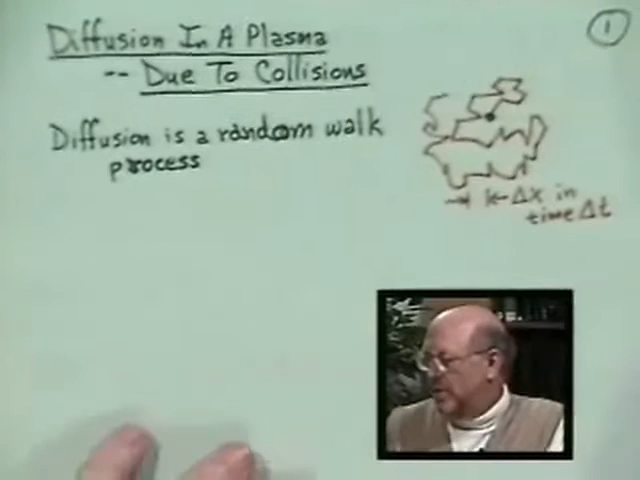 Diffusion In A Plasma
-- Due To Collisions
1
Diffusion is a random walk
process
Δx in
time Δt